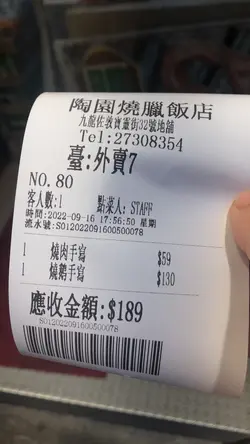 陶園燒臘飯店
九龍佐敦寶靈街32號地舖
Tel:27308354
臺:外賣7
NO. 80
客人數:1 點菜人: STAFF
時間:2022-09-16 17:56:50 星期
流水號:S0122022091600500078
1 燒肉手寫 $59
1 燒鵝手寫 $130
應收金額:$189
S0122022091600500078